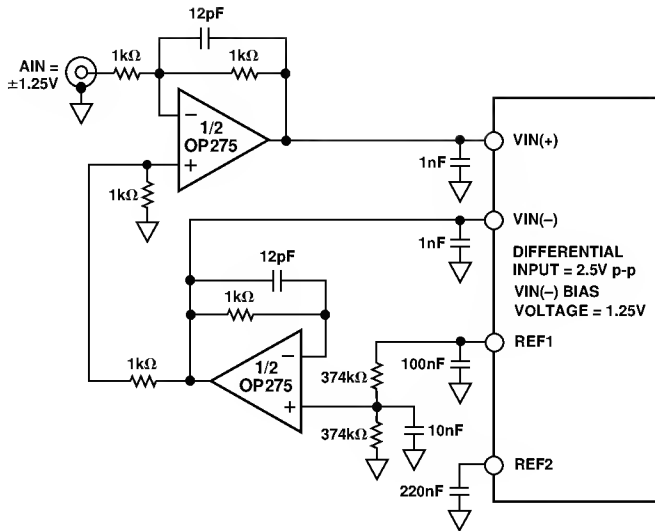 12pF
AIN =
±1.25V
1kΩ
1kΩ
1/2
OP275
VIN(+)
1nF
1kΩ
VIN(–)
1nF
12pF
DIFFERENTIAL
INPUT = 2.5V p-p
1kΩ
VIN(–) BIAS
VOLTAGE = 1.25V
REF1
1kΩ
1/2
OP275
374kΩ
100nF
374kΩ
10nF
REF2
220nF